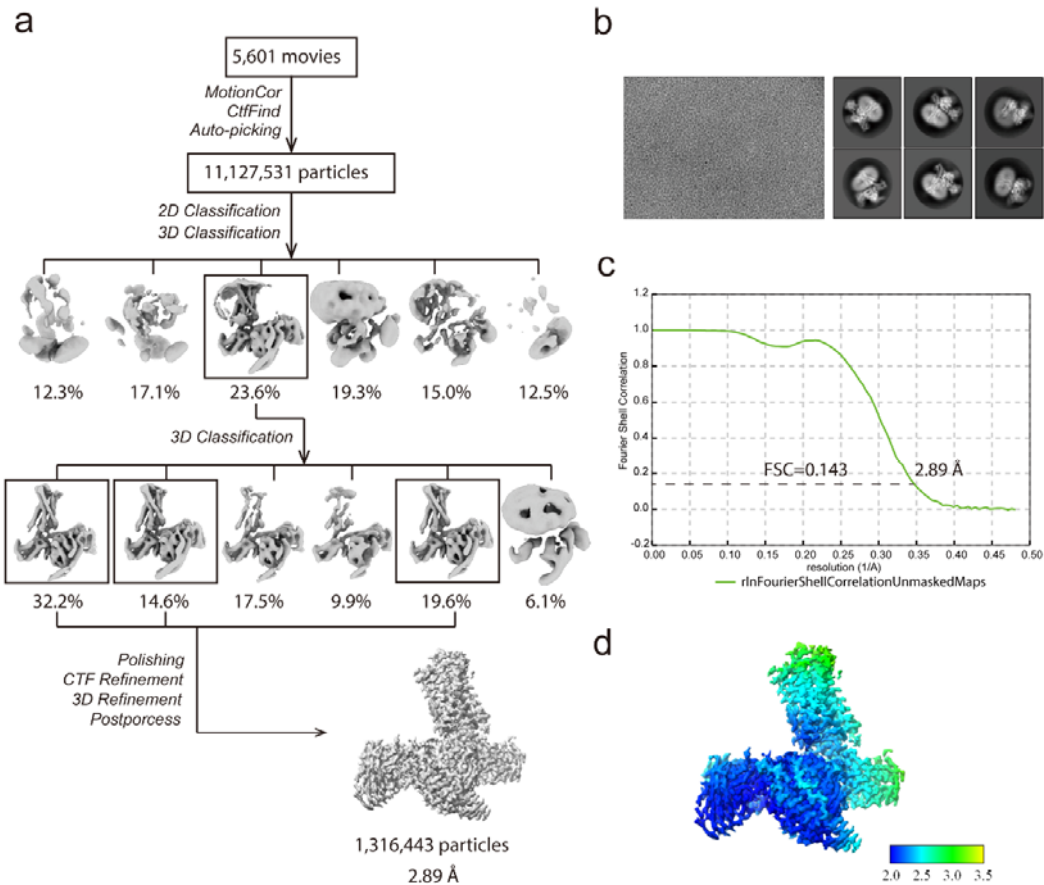 a
5,601 movies
MotionCor
CtfFind
Auto-picking
11,127,531 particles
2D Classification
3D Classification
12.3% 17.1% 23.6% 19.3% 15.0% 12.5%
3D Classification
32.2% 14.6% 17.5% 9.9% 19.6% 6.1%
Polishing
CTF Refinement
3D Refinement
Postporcess
1,316,443 particles
2.89 Å
b
c
1.2
1.0
0.8
0.6
0.4
0.2
0.0
-0.2
Fourier Shell Correlation
FSC=0.143 2.89 Å
0.00 0.05 0.10 0.15 0.20 0.25 0.30 0.35 0.40 0.45 0.50
resolution (1/A)
rlnFourierShellCorrelationUnmaskedMaps
d
2.0 2.5 3.0 3.5